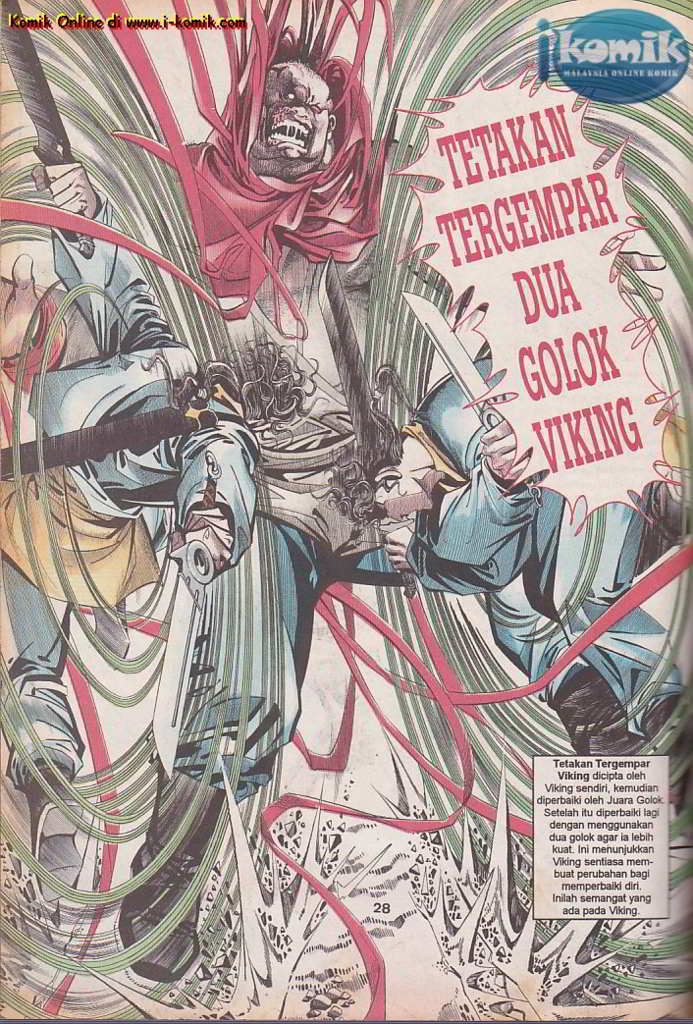 Komik Online di www.i-komik.com
ikomik
MALAYSIA ONLINE KOMIK
TETAKAN
TERGEMPAR
DUA
GOLOK
VIKING
Tetakan Tergempar
Viking dicipta oleh
Viking sendiri, kemudian
diperbaiki oleh Juara Golok.
Setelah itu diperbaiki lagi
dengan menggunakan
dua golok agar ia lebih
kuat. Ini menunjukkan
Viking sentiasa mem-
buat perubahan bagi
memperbaiki diri.
Inilah semangat yang
ada pada Viking.
28